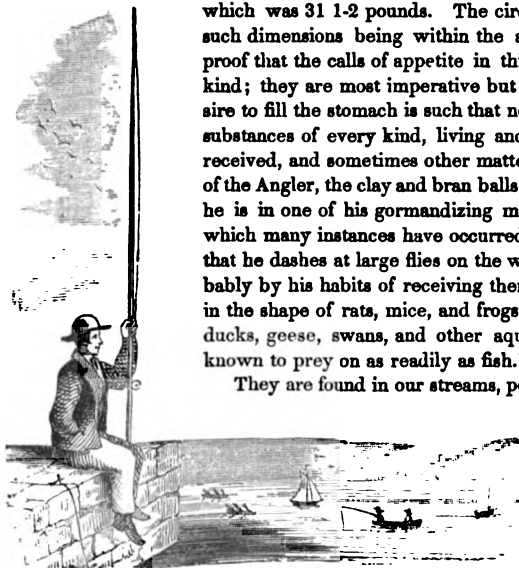 which was 31 1-2 pounds. The cir
such dimensions being within the
proof that the calls of appetite in th
kind; they are most imperative but
sire to fill the stomach is such that
substances of every kind, living an
received, and sometimes other matt
of the Angler, the clay and bran balls
he is in one of his gormandizing m
which many instances have occurred
that he dashes at large flies on the w
bably by his habits of receiving the
in the shape of rats, mice, and frogs
ducks, geese, swans, and other aqu
known to prey on as readily as fish.
They are found in our streams, p